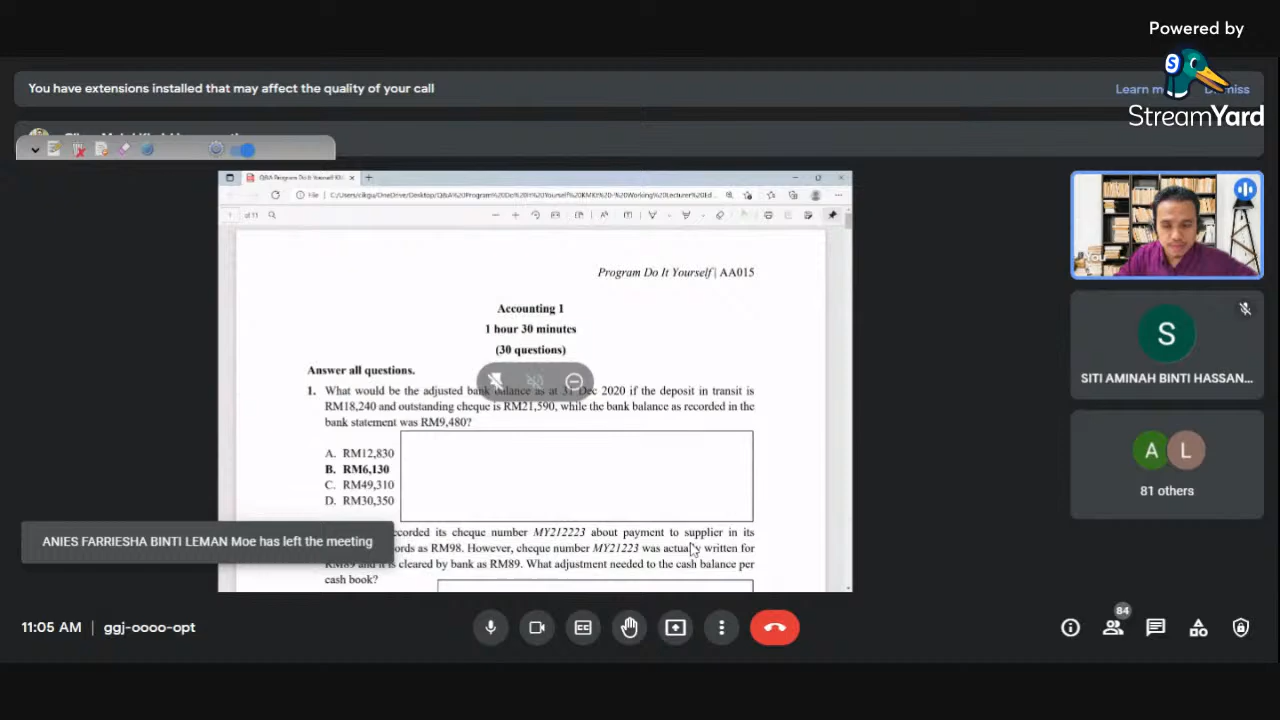 Powered by
StreamYard
You have extensions installed that may affect the quality of your call
Learn m
Dismiss
Program Do It Yourself | AA015
Accounting 1
1 hour 30 minutes
(30 questions)
Answer all questions.
1. What would be the adjusted bank balance as at 31 Dec 2020 if the deposit in transit is
RM18,240 and outstanding cheque is RM21,590, while the bank balance as recorded in the
bank statement was RM9,480?
A. RM12,830
B. RM6,130
C. RM49,310
D. RM30,350
ecorded its cheque number MY212223 about payment to supplier in its
ords as RM98. However, cheque number MY21223 was actually written for
RM89 and it is cleared by bank as RM89. What adjustment needed to the cash balance per
cash book?
ANIES FARRIESHA BINTI LEMAN Moe has left the meeting
You
S
SITI AMINAH BINTI HASSAN...
A L
81 others
11:05 AM | ggj-oooo-opt
84